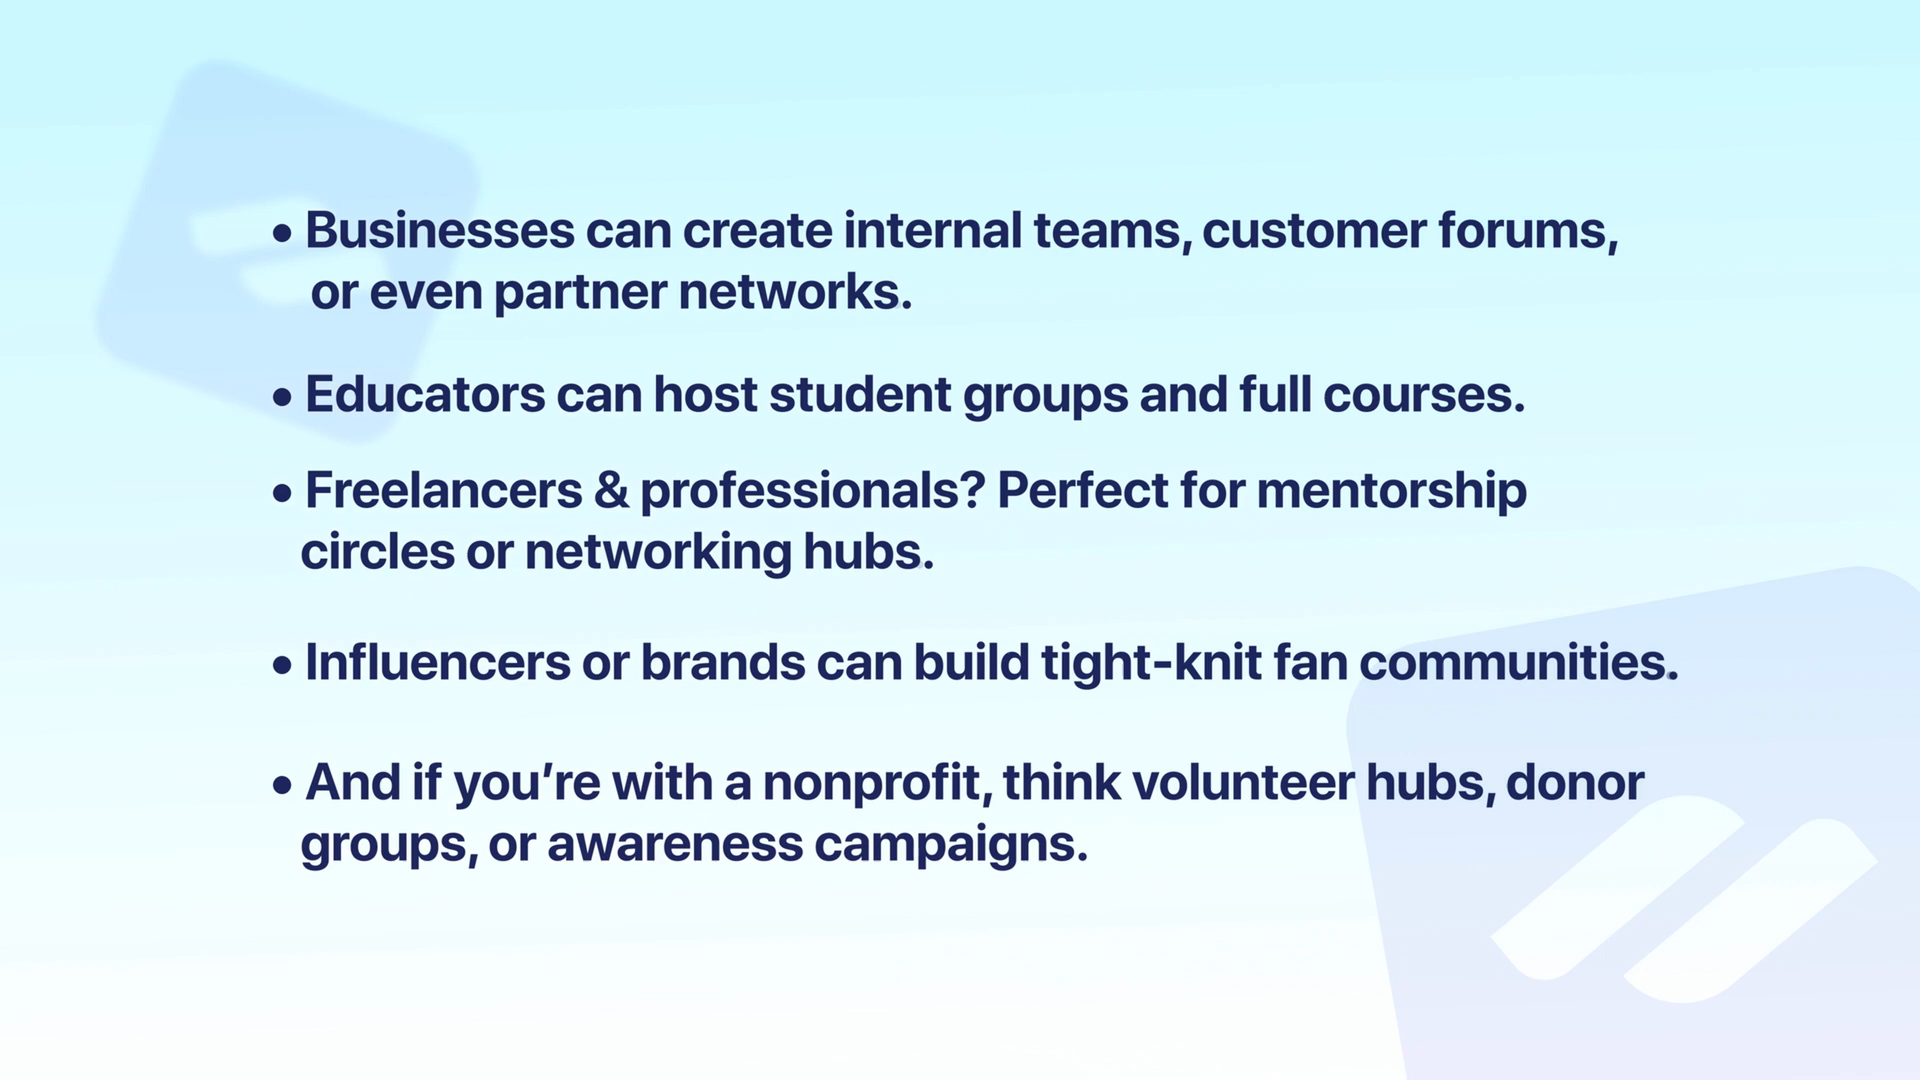 • Businesses can create internal teams, customer forums,
or even partner networks.
• Educators can host student groups and full courses.
• Freelancers & professionals? Perfect for mentorship
circles or networking hubs.
• Influencers or brands can build tight-knit fan communities.
• And if you’re with a nonprofit, think volunteer hubs, donor
groups, or awareness campaigns.